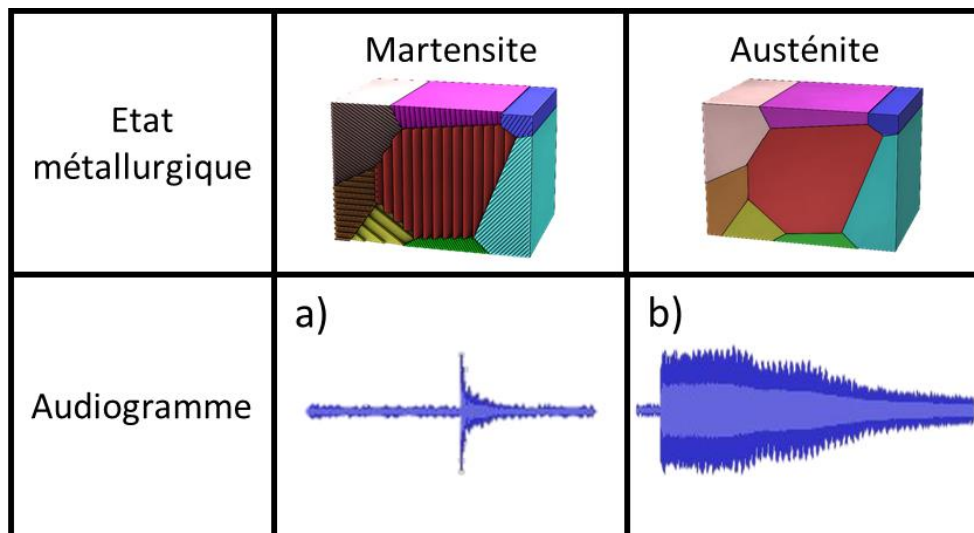 Etat
métallurgique
Martensite
Austénite
Audiogramme
a)
b)